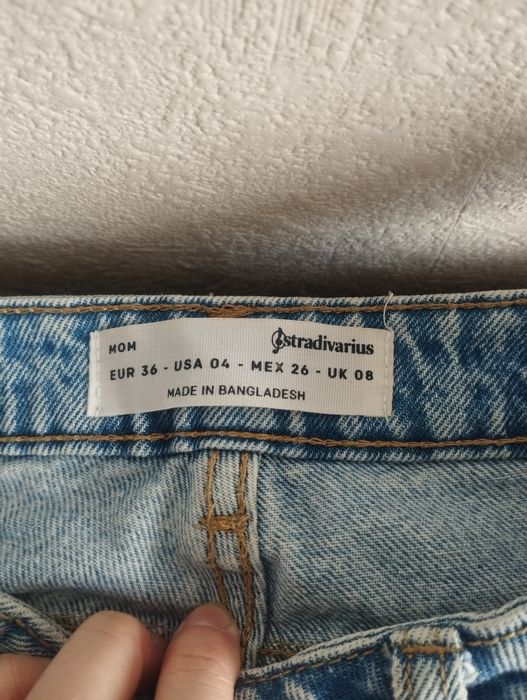 MOM
stradivarius
EUR 36 - USA 04 - MEX 26 - UK 08
MADE IN BANGLADESH